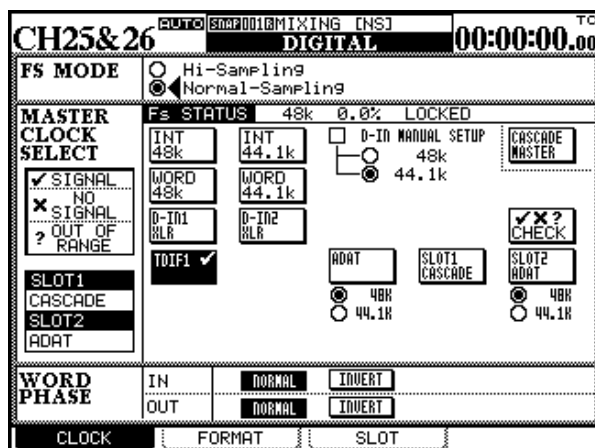 CH25&26 AUTO SNAP001 MIXING [NS] TC
DIGITAL 00:00:00.00
FS MODE
Hi-Sampling
Normal-Sampling
MASTER CLOCK SELECT
Fs STATUS 48k 0.0% LOCKED
INT 48k
INT 44.1k
D-IN MANUAL SETUP
48k
44.1k
CASCADE MASTER
WORD 48k
WORD 44.1k
✓ SIGNAL
✗ NO SIGNAL
? OUT OF RANGE
D-IN1 XLR
D-IN2 XLR
✓✗? CHECK
TDIF1 ✓
ADAT
SLOT1 CASCADE
SLOT2 ADAT
48K
44.1K
48K
44.1K
SLOT1
CASCADE
SLOT2
ADAT
WORD PHASE
IN NORMAL INVERT
OUT NORMAL INVERT
CLOCK FORMAT SLOT